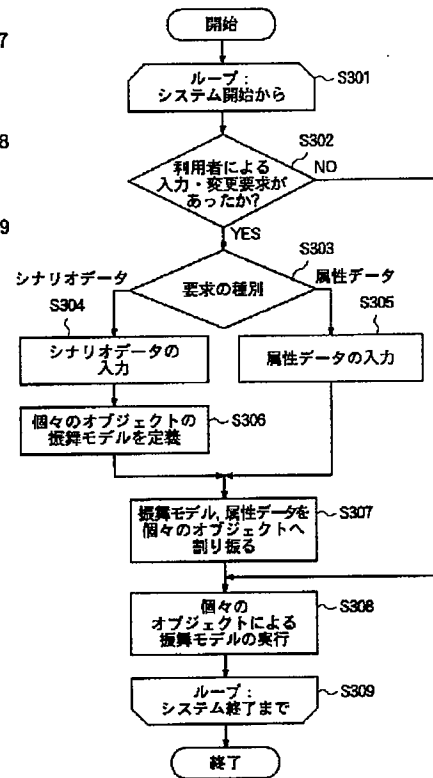 7
開始
ループ:
システム開始から
S301
8
S302
利用者による
入力・変更要求が
あったか?
NO
9
YES
S303
シナリオデータ
要求の種別
属性データ
S304
S305
シナリオデータの
入力
属性データの入力
個々のオブジェクトの
振舞モデルを定義
S306
振舞モデル,属性データを
個々のオブジェクトへ
割り振る
S307
個々の
オブジェクトによる
振舞モデルの実行
S308
ループ:
システム終了まで
S309
終了